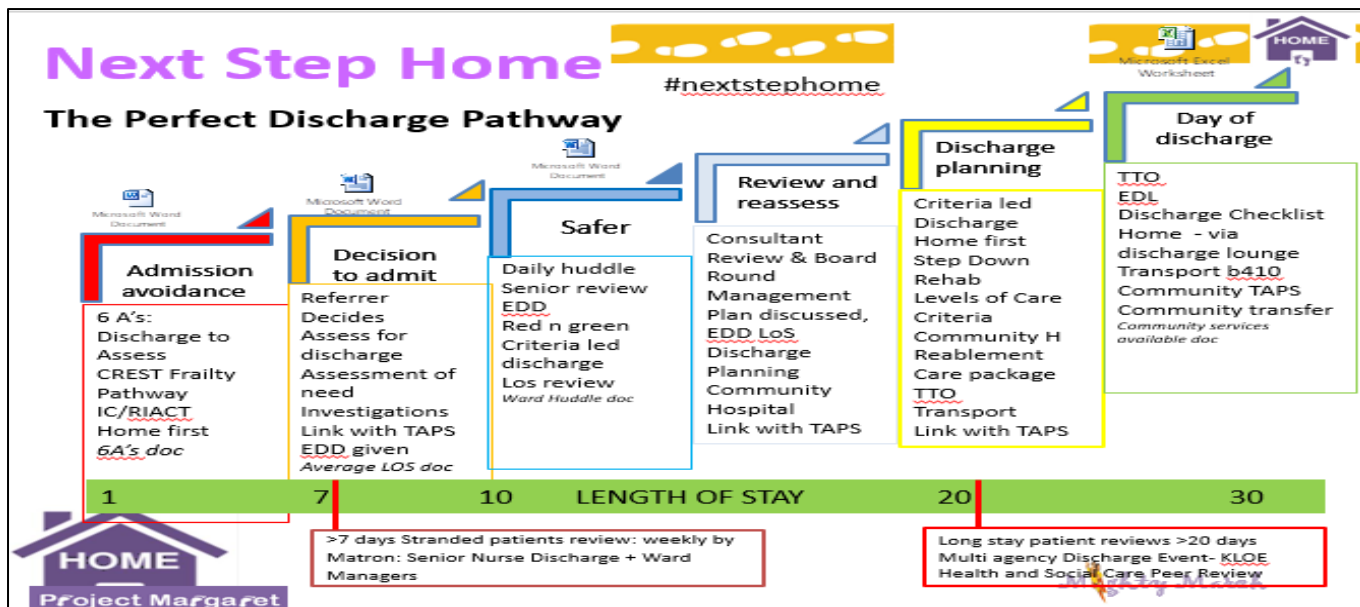 Next Step Home
#nextstephome
The Perfect Discharge Pathway
Microsoft Word
Document
Admission
avoidance
6 A's:
Discharge to
Assess
CREST Frailty
Pathway
IC/RIACT
Home first
6A's doc
Microsoft Word
Document
Decision
to admit
Referrer
Decides
Assess for
discharge
Assessment of
need
Investigations
Link with TAPS
EDD given
Average LOS doc
Microsoft Word
Document
Safer
Daily huddle
Senior review
EDD
Red n green
Criteria led
discharge
Los review
Ward Huddle doc
Review and
reassess
Consultant
Review & Board
Round
Management
Plan discussed,
EDD LoS
Discharge
Planning
Community
Hospital
Link with TAPS
Discharge
planning
Criteria led
Discharge
Home first
Step Down
Rehab
Levels of Care
Criteria
Community H
Reablement
Care package
TTO
Transport
Link with TAPS
Microsoft Excel
Worksheet
HOME
Day of
discharge
TTO
EDL
Discharge Checklist
Home - via
discharge lounge
Transport b410
Community TAPS
Community transfer
Community services
available doc
1 7 10 LENGTH OF STAY 20 30
>7 days Stranded patients review: weekly by
Matron: Senior Nurse Discharge + Ward
Managers
Long stay patient reviews >20 days
Multi agency Discharge Event- KLOE
Health and Social Care Peer Review
Mighty March
HOME
Project Margaret